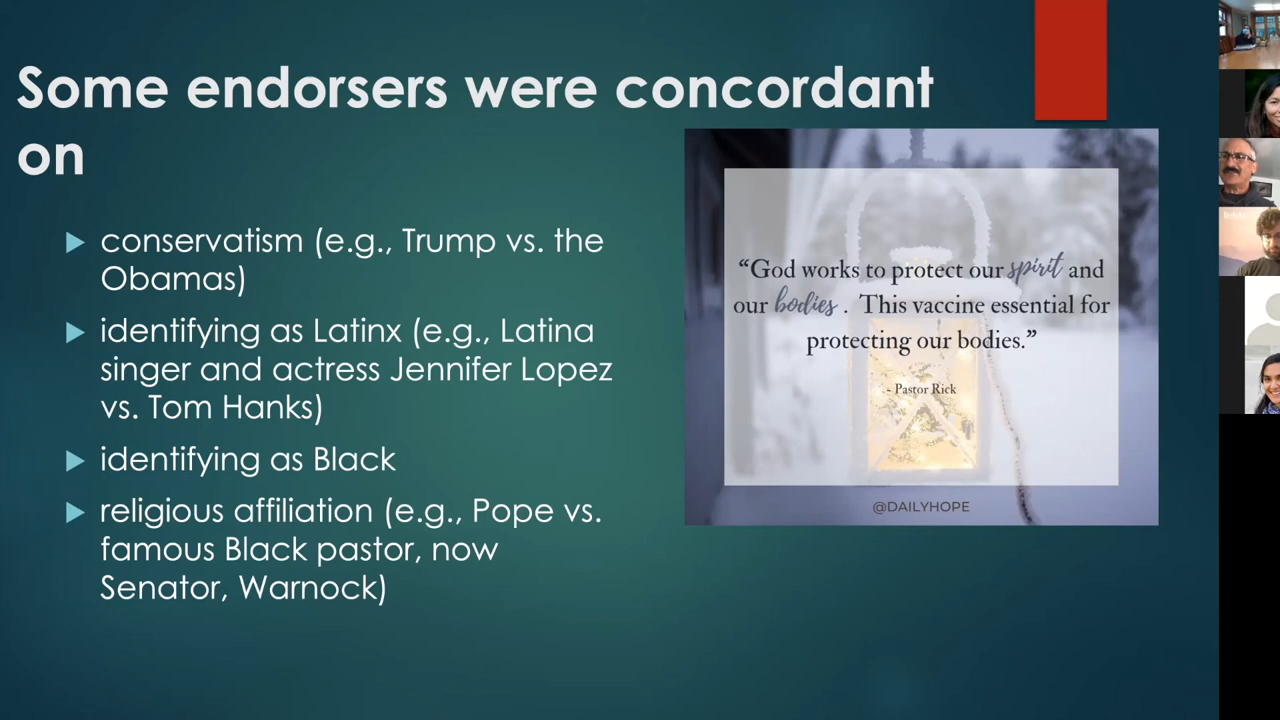 Some endorsers were concordant
on
conservatism (e.g., Trump vs. the
Obamas)
identifying as Latinx (e.g., Latina
singer and actress Jennifer Lopez
vs. Tom Hanks)
identifying as Black
religious affiliation (e.g., Pope vs.
famous Black pastor, now
Senator, Warnock)
“God works to protect our spirit and
our bodies . This vaccine essential for
protecting our bodies.”
- Pastor Rick
@DAILYHOPE